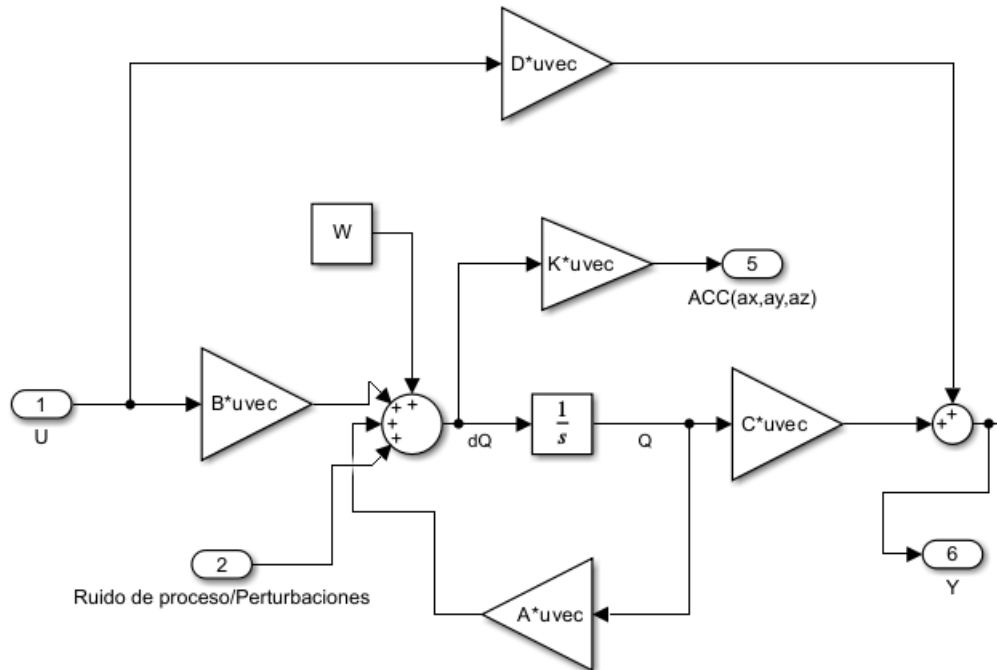 D*uvec
W
K*uvec
5
ACC(ax,ay,az)
1
U
B*uvec
+
+
+
+
dQ
1
s
Q
C*uvec
+
+
2
Ruido de proceso/Perturbaciones
A*uvec
6
Y